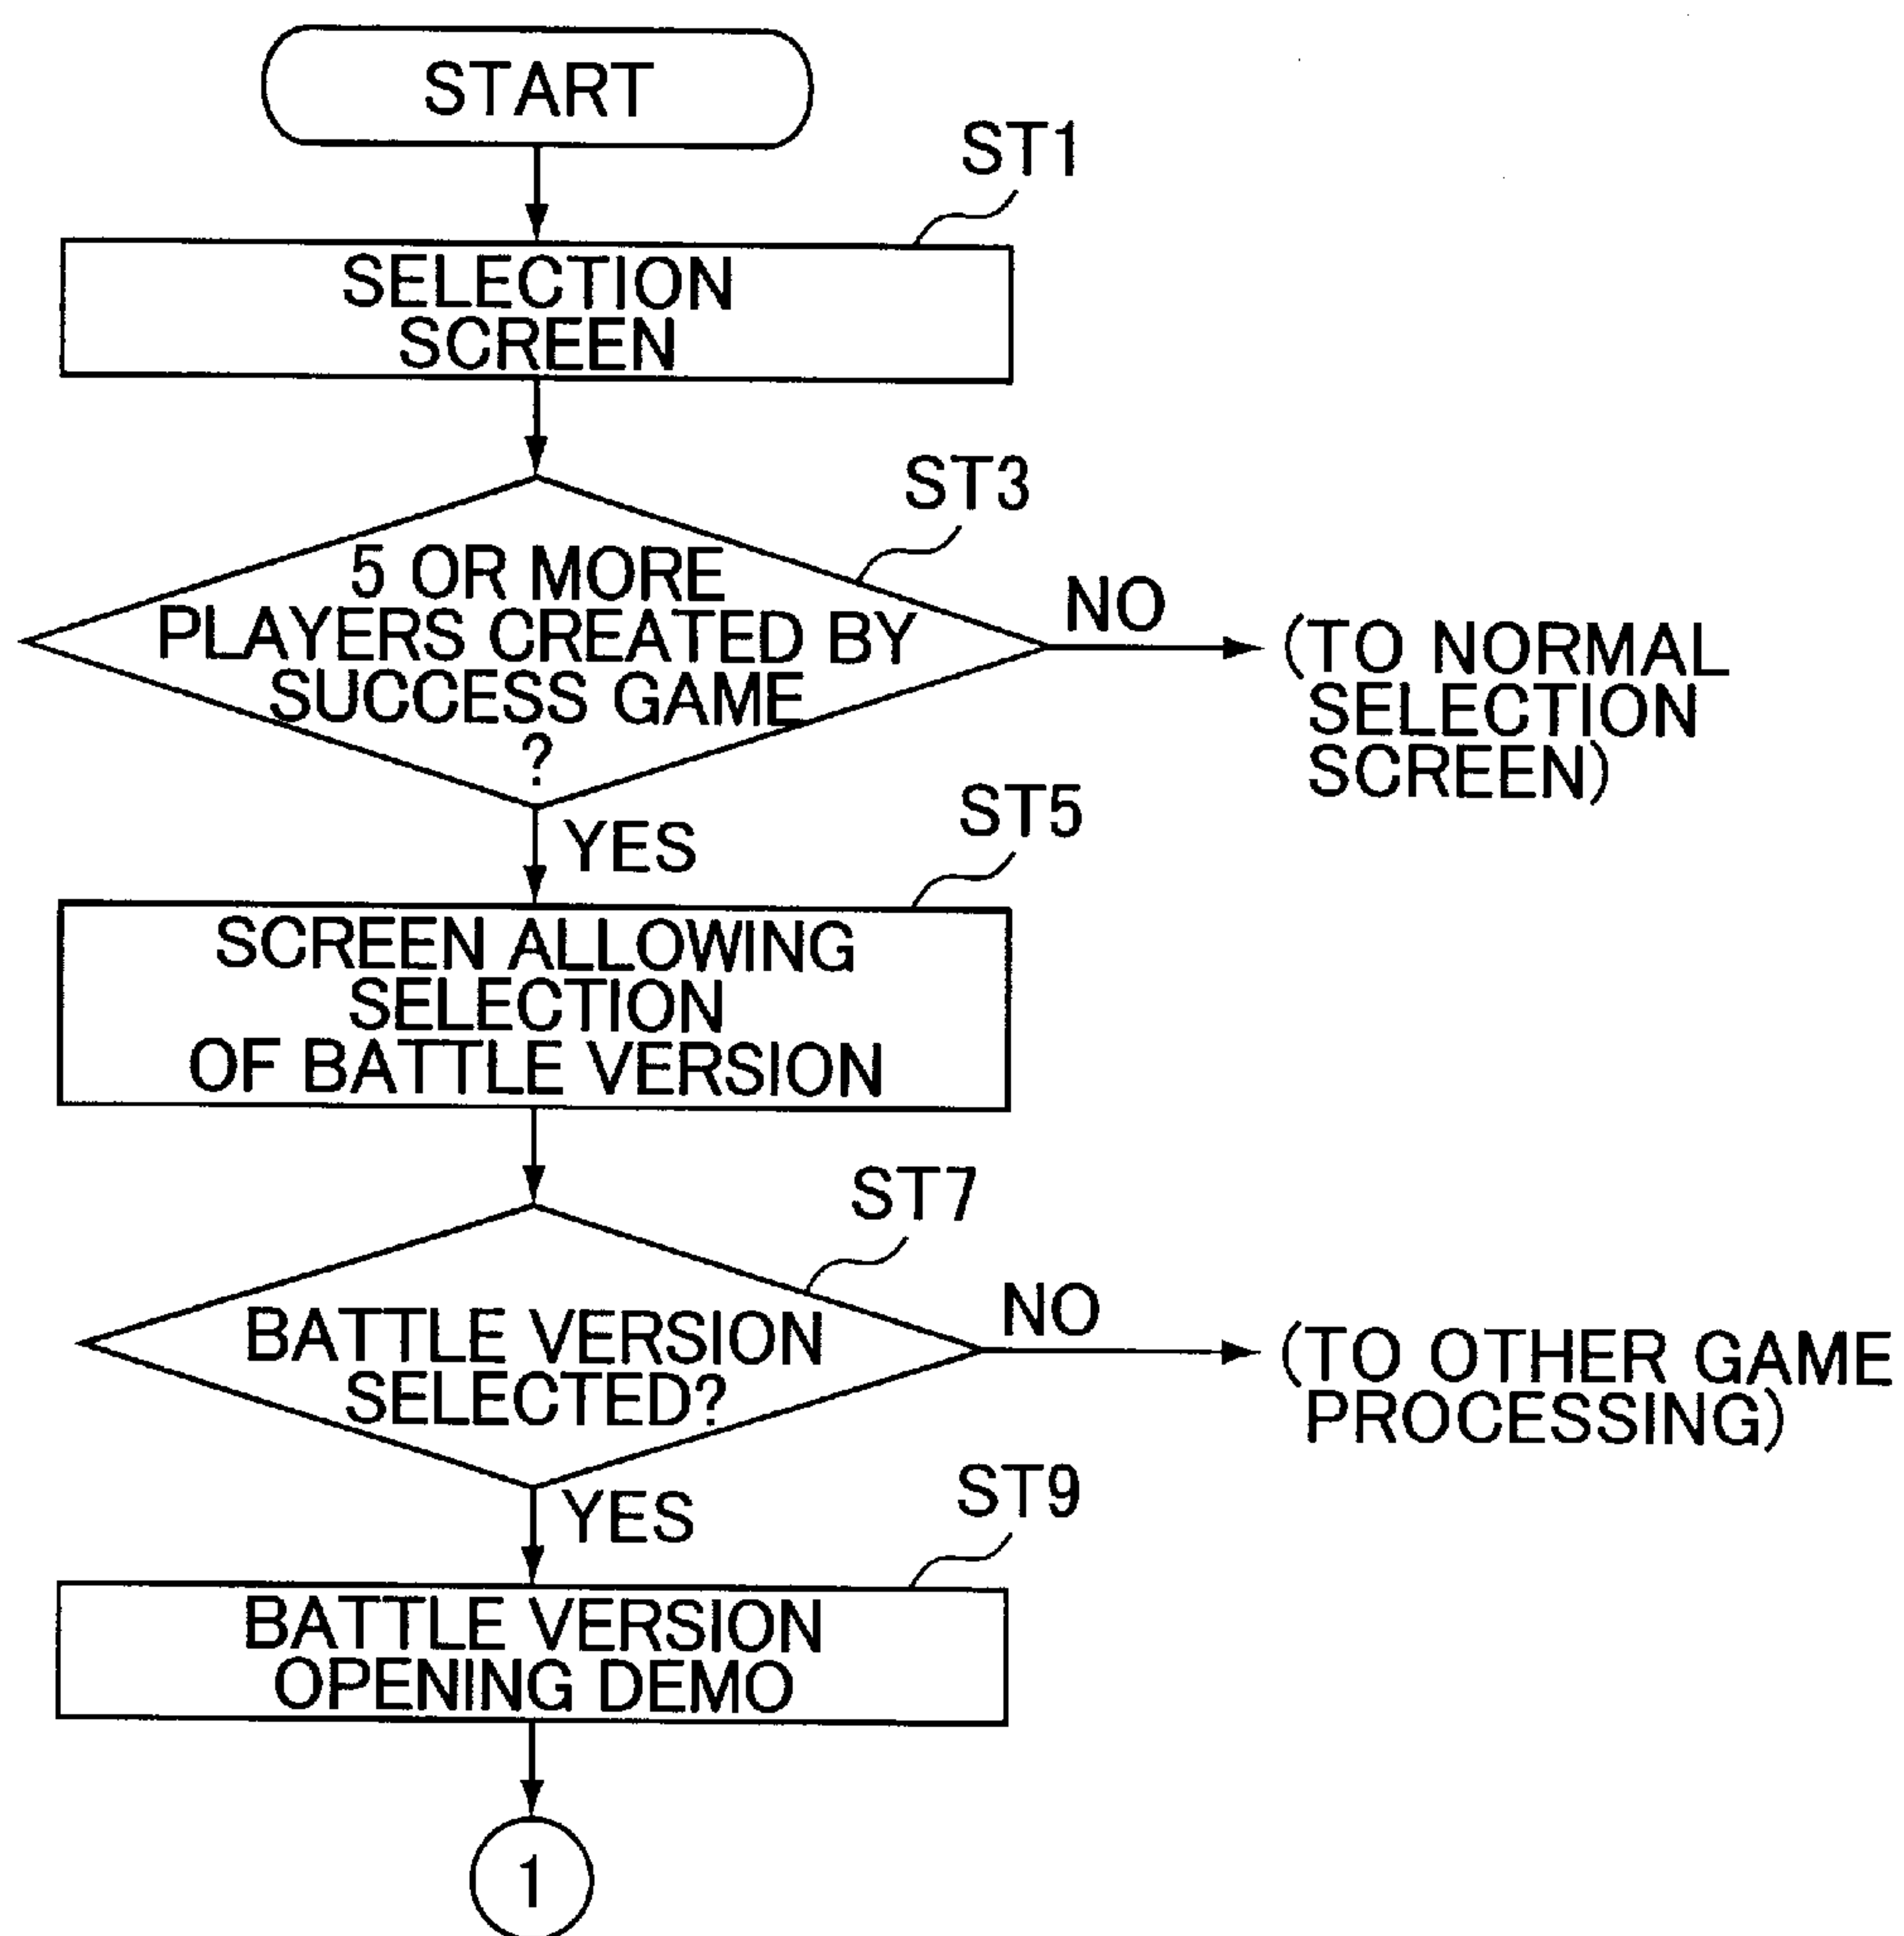 START
ST1
SELECTION
SCREEN
ST3
5 OR MORE
PLAYERS CREATED BY
SUCCESS GAME
?
NO
(TO NORMAL
SELECTION
SCREEN)
YES
ST5
SCREEN ALLOWING
SELECTION
OF BATTLE VERSION
ST7
BATTLE VERSION
SELECTED?
NO
(TO OTHER GAME
PROCESSING)
YES
ST9
BATTLE VERSION
OPENING DEMO
1